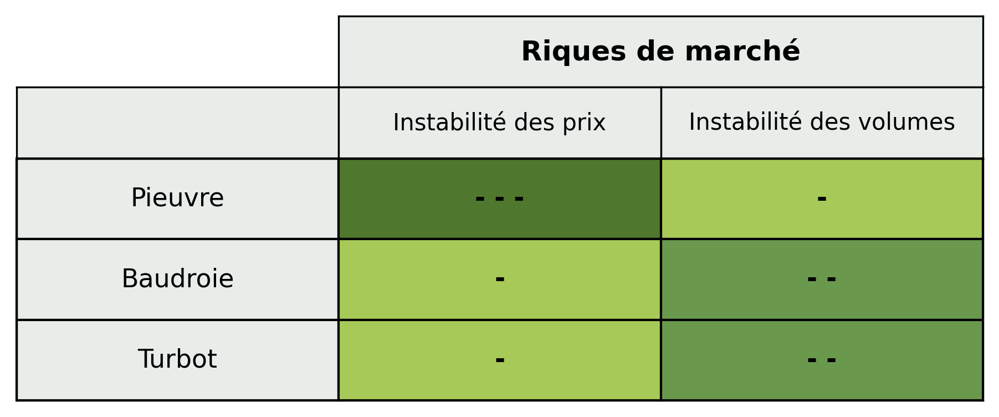 Riques de marché
Instabilité des prix Instabilité des volumes
Pieuvre - - - -
Baudroie - - -
Turbot - - -